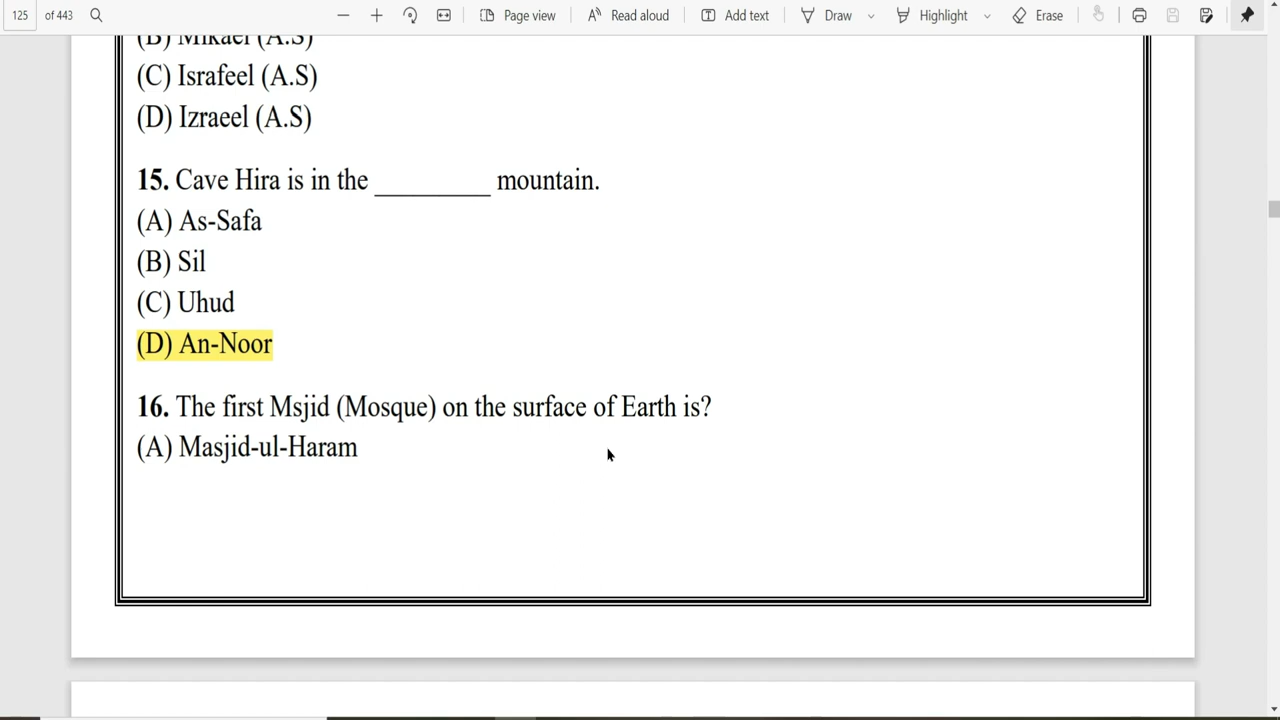 125 of 443 Page view Read aloud Add text Draw Highlight Erase
(B) Mikael (A.S)
(C) Israfeel (A.S)
(D) Izraeel (A.S)
15. Cave Hira is in the __________ mountain.
(A) As-Safa
(B) Sil
(C) Uhud
(D) An-Noor
16. The first Msjid (Mosque) on the surface of Earth is?
(A) Masjid-ul-Haram